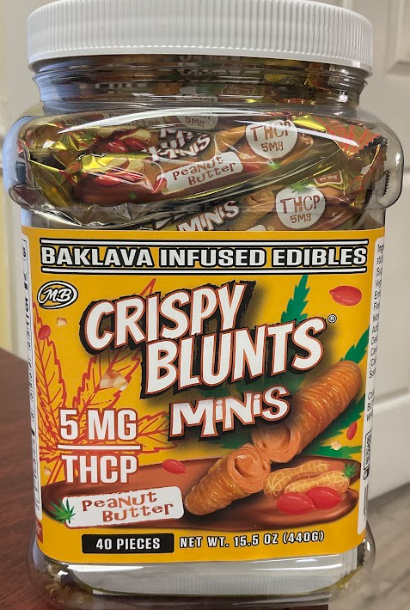 MINIS
THCP
5MG
Peanut
Butter
MINIS
THCP
5MG
BAKLAVA INFUSED EDIBLES
MB
CRISPY
BLUNTS®
MINIS
5 MG
THCP
Peanut
Butter
40 PIECES NET WT. 15.5 OZ (440G)